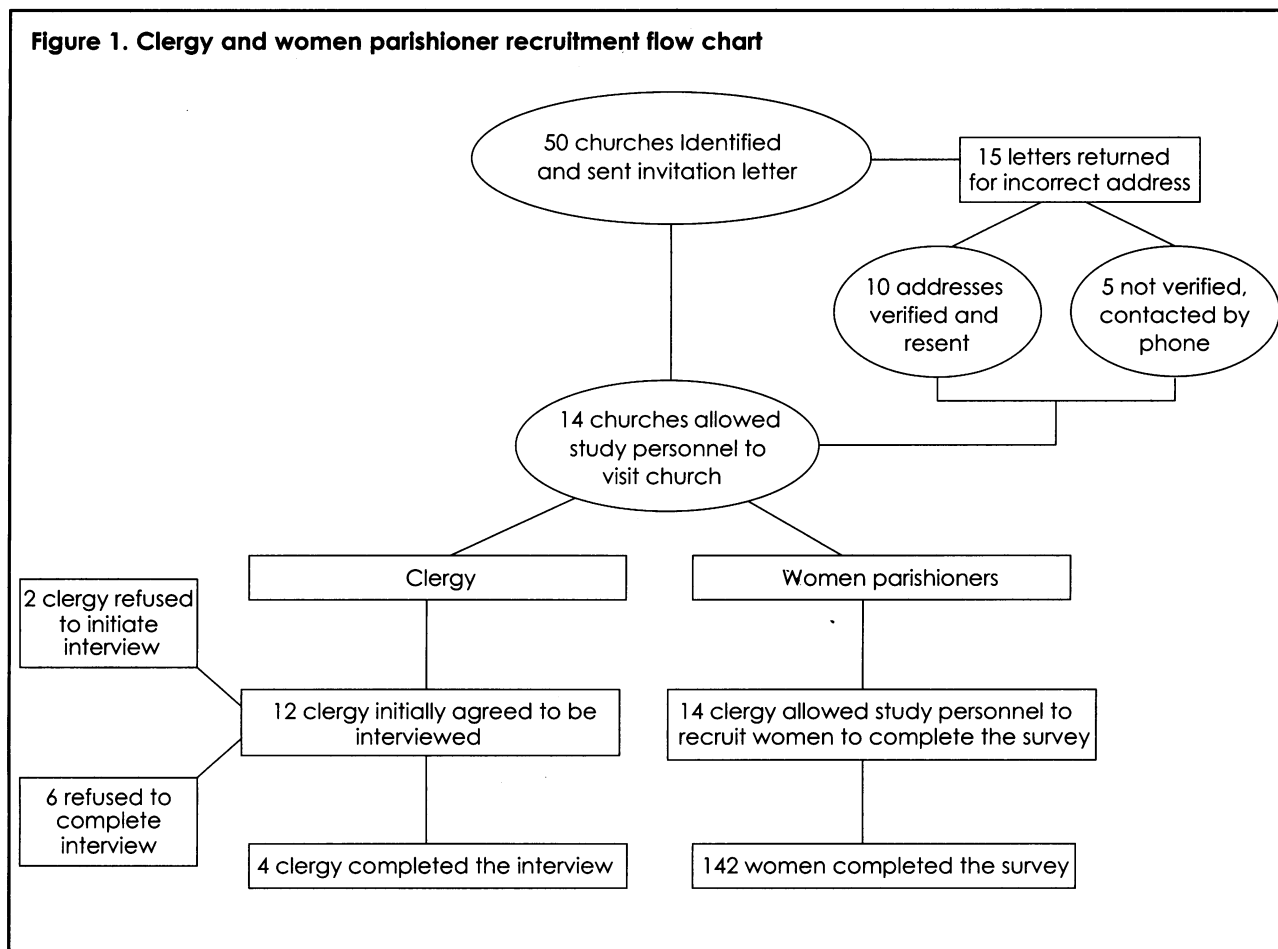 Figure 1. Clergy and women parishioner recruitment flow chart
50 churches Identified
and sent invitation letter
15 letters returned
for incorrect address
10 addresses
verified and
resent
5 not verified,
contacted by
phone
14 churches allowed
study personnel to
visit church
Clergy
Women parishioners
2 clergy refused
to initiate
interview
12 clergy initially agreed to be
interviewed
14 clergy allowed study personnel to
recruit women to complete the survey
6 refused to
complete
interview
4 clergy completed the interview
142 women completed the survey